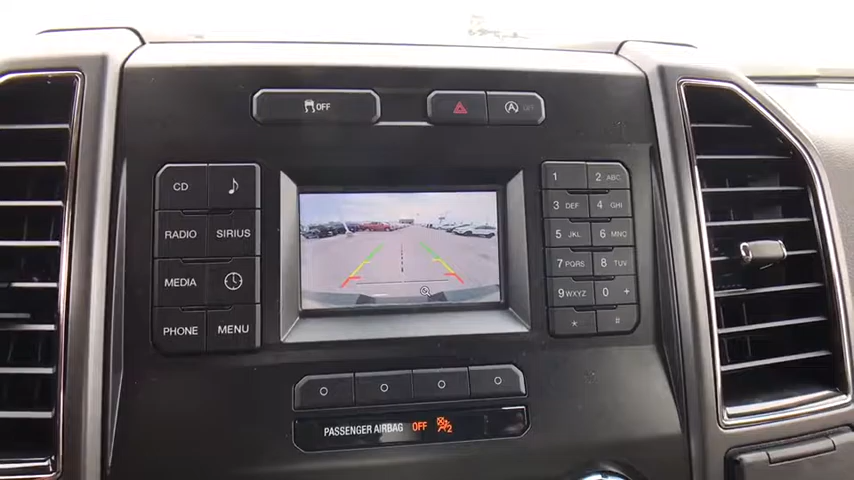 OFF
OFF
CD
RADIO SIRIUS
MEDIA
PHONE MENU
1 2 ABC
3 DEF 4 GHI
5 JKL 6 MNO
7 PQRS 8 TUV
9 WXYZ 0 +
* #
PASSENGER AIRBAG OFF 2